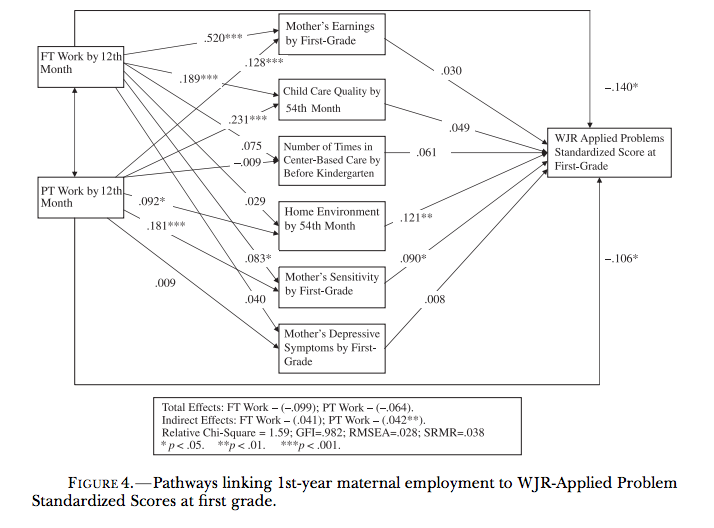 Mother's Earnings
by First-Grade
FT Work by 12th
Month
.520***
.128***
.189***
.030
–.140*
Child Care Quality by
54th Month
.231***
.049
.075
Number of Times in
Center-Based Care by
Before Kindergarten
.061
WJR Applied Problems
Standardized Score at
First-Grade
–.009
PT Work by 12th
Month
.092*
.029
Home Environment
by 54th Month
.121**
.181***
.083*
.090*
–.106*
Mother's Sensitivity
by First-Grade
.009
.040
.008
Mother's Depressive
Symptoms by First-
Grade
Total Effects: FT Work – (–.099); PT Work – (–.064).
Indirect Effects: FT Work – (.041); PT Work – (.042**).
Relative Chi-Square = 1.59; GFI=.982; RMSEA=.028; SRMR=.038
*p < .05. **p < .01. ***p < .001.
FIGURE 4.—Pathways linking 1st-year maternal employment to WJR-Applied Problem
Standardized Scores at first grade.